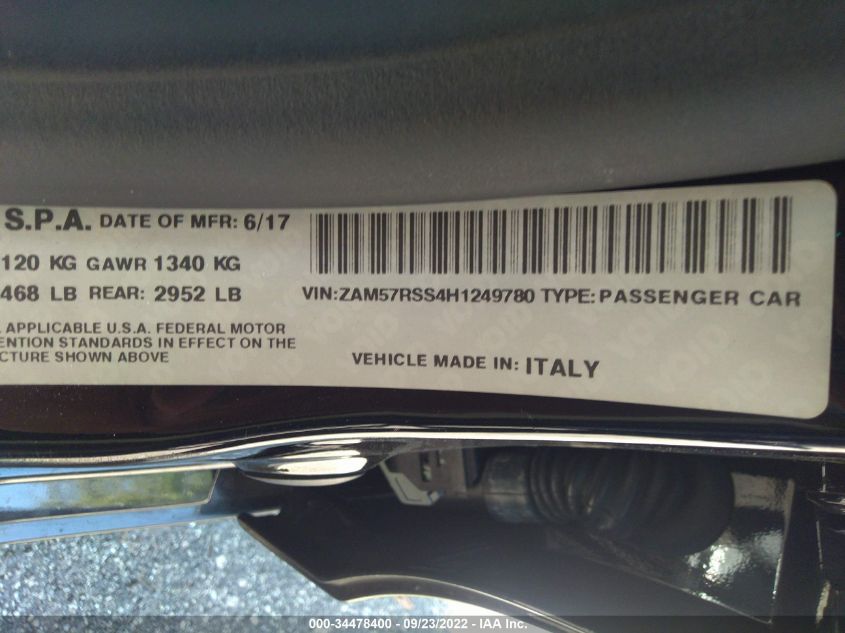 S.P.A. DATE OF MFR: 6/17
120 KG GAWR 1340 KG
468 LB REAR: 2952 LB
VIN:ZAM57RSS4H1249780 TYPE:PASSENGER CAR
APPLICABLE U.S.A. FEDERAL MOTOR
ENTION STANDARDS IN EFFECT ON THE
CTURE SHOWN ABOVE
VEHICLE MADE IN: ITALY
000-34478400 - 09/23/2022 - IAA Inc.